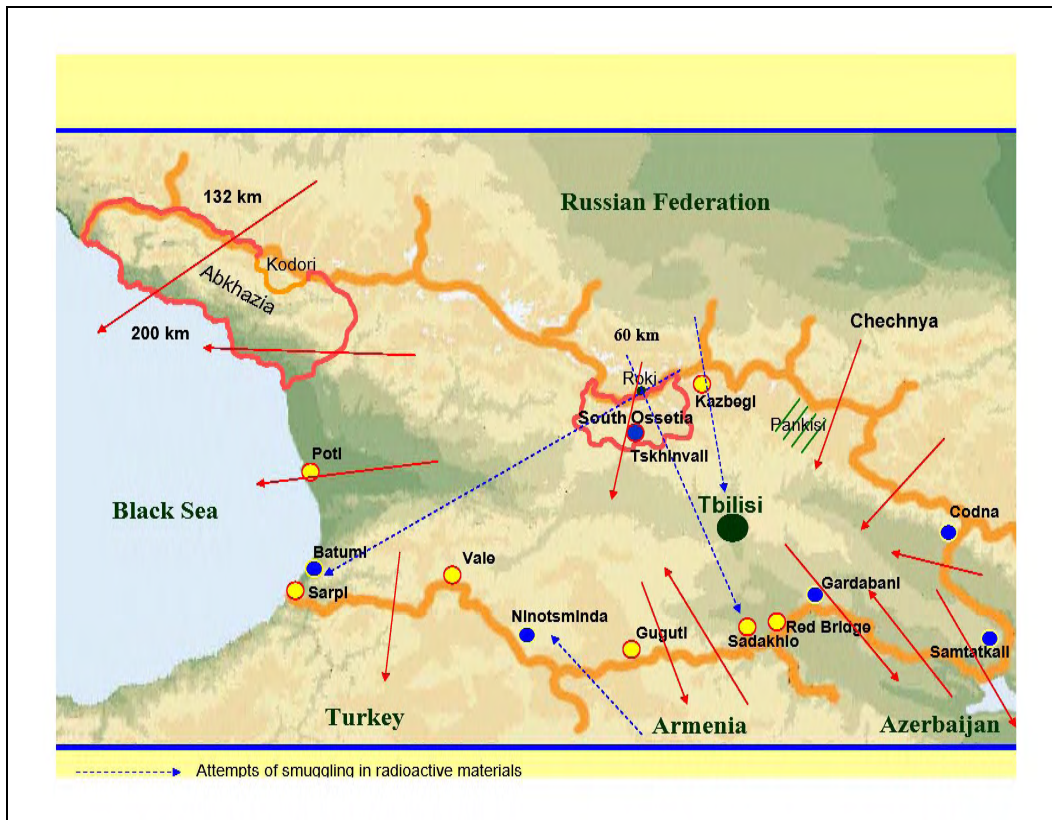 132 km
Russian Federation
Kodori
Abkhazia
200 km
60 km
Chechnya
Roki
Kazbegi
South Ossetia
Pankisi
Tskhinvali
Poti
Tbilisi
Black Sea
Codna
Batumi
Vale
Gardabani
Sarpi
Ninotsminda
Guguti
Sadakhlo
Red Bridge
Samtatkali
Turkey
Armenia
Azerbaijan
Attempts of smuggling in radioactive materials